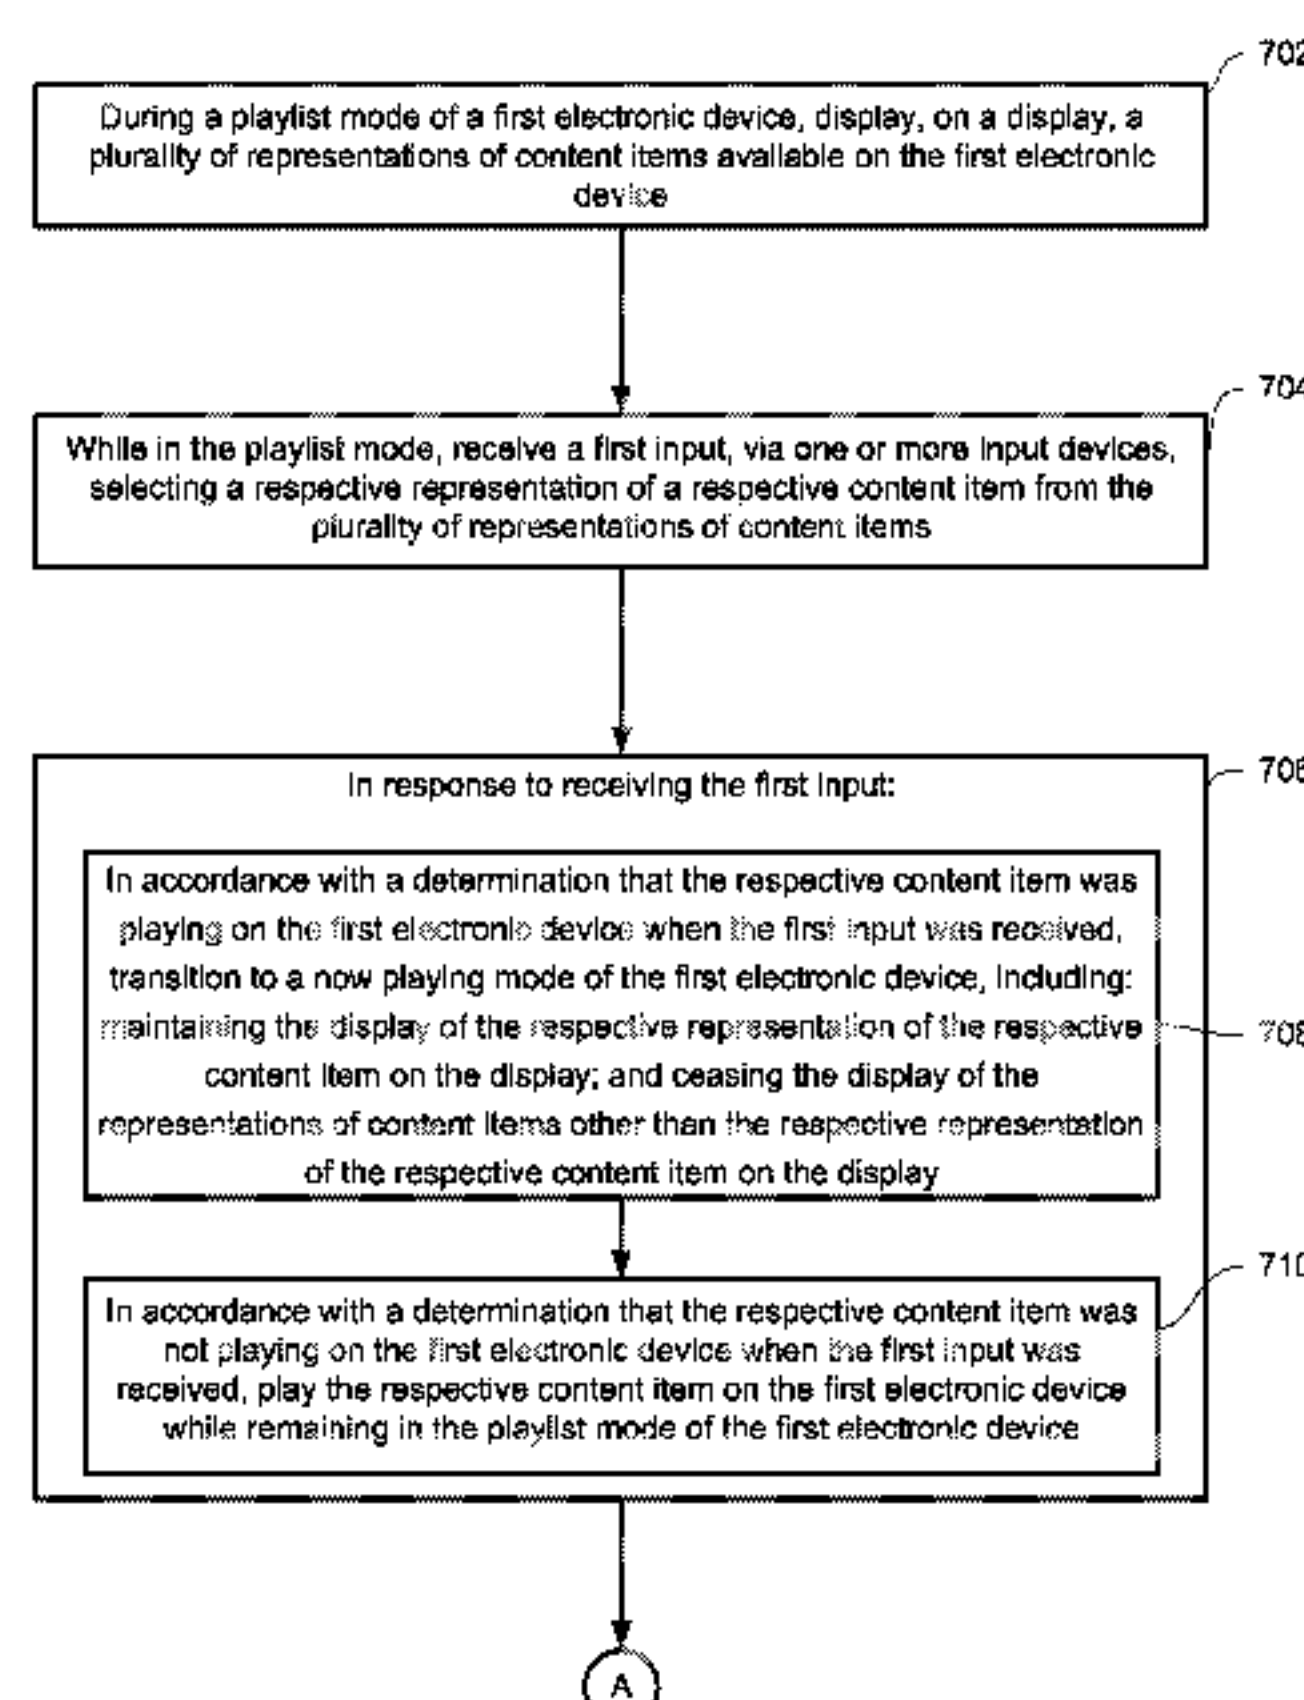 702
During a playlist mode of a first electronic device, display, on a display, a
plurality of representations of content items available on the first electronic
device
704
While in the playlist mode, receive a first input, via one or more input devices,
selecting a respective representation of a respective content item from the
plurality of representations of content items
706
In response to receiving the first input:
In accordance with a determination that the respective content item was
playing on the first electronic device when the first input was received,
transition to a now playing mode of the first electronic device, including:
maintaining the display of the respective representation of the respective
content item on the display; and ceasing the display of the
representations of content items other than the respective representation
of the respective content item on the display
708
710
In accordance with a determination that the respective content item was
not playing on the first electronic device when the first input was
received, play the respective content item on the first electronic device
while remaining in the playlist mode of the first electronic device
A